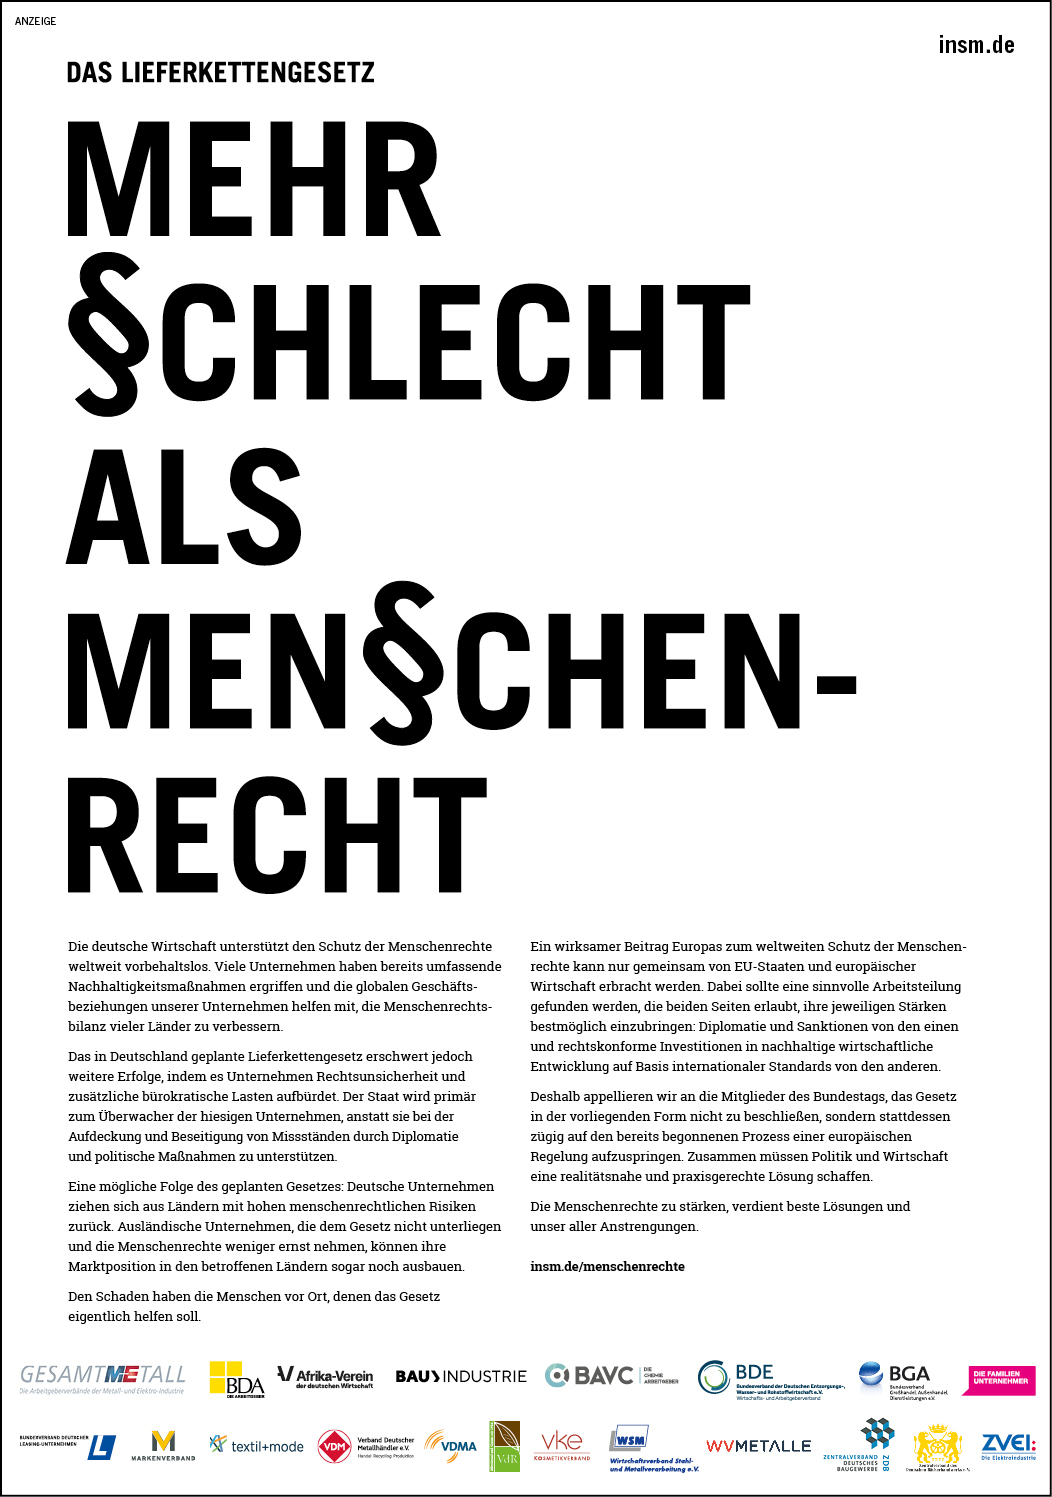 ANZEIGE
insm.de
DAS LIEFERKETTENGESETZ
MEHR
§CHLECHT
ALS
MEN§CHEN-
RECHT
Die deutsche Wirtschaft unterstützt den Schutz der Menschenrechte
weltweit vorbehaltslos. Viele Unternehmen haben bereits umfassende
Nachhaltigkeitsmaßnahmen ergriffen und die globalen Geschäfts-
beziehungen unserer Unternehmen helfen mit, die Menschenrechts-
bilanz vieler Länder zu verbessern.
Das in Deutschland geplante Lieferkettengesetz erschwert jedoch
weitere Erfolge, indem es Unternehmen Rechtsunsicherheit und
zusätzliche bürokratische Lasten aufbürdet. Der Staat wird primär
zum Überwacher der hiesigen Unternehmen, anstatt sie bei der
Aufdeckung und Beseitigung von Missständen durch Diplomatie
und politische Maßnahmen zu unterstützen.
Eine mögliche Folge des geplanten Gesetzes: Deutsche Unternehmen
ziehen sich aus Ländern mit hohen menschenrechtlichen Risiken
zurück. Ausländische Unternehmen, die dem Gesetz nicht unterliegen
und die Menschenrechte weniger ernst nehmen, können ihre
Marktposition in den betroffenen Ländern sogar noch ausbauen.
Den Schaden haben die Menschen vor Ort, denen das Gesetz
eigentlich helfen soll.
Ein wirksamer Beitrag Europas zum weltweiten Schutz der Menschen-
rechte kann nur gemeinsam von EU-Staaten und europäischer
Wirtschaft erbracht werden. Dabei sollte eine sinnvolle Arbeitsteilung
gefunden werden, die beiden Seiten erlaubt, ihre jeweiligen Stärken
bestmöglich einzubringen: Diplomatie und Sanktionen von den einen
und rechtskonforme Investitionen in nachhaltige wirtschaftliche
Entwicklung auf Basis internationaler Standards von den anderen.
Deshalb appellieren wir an die Mitglieder des Bundestags, das Gesetz
in der vorliegenden Form nicht zu beschließen, sondern stattdessen
zügig auf den bereits begonnenen Prozess einer europäischen
Regelung aufzuspringen. Zusammen müssen Politik und Wirtschaft
eine realitätsnahe und praxisgerechte Lösung schaffen.
Die Menschenrechte zu stärken, verdient beste Lösungen und
unser aller Anstrengungen.
insm.de/menschenrechte
GESAMTMETALL
Die Arbeitgeberverbände der Metall- und Elektro-Industrie
BDA
DIE ARBEITGEBER
Afrika-Verein
der deutschen Wirtschaft
BAU INDUSTRIE
BAVC
DIE
CHEMIE
ARBEITGEBER
BDE
Bundesverband der Deutschen Entsorgungs-,
Wasser- und Rohstoffwirtschaft e.V.
Wirtschafts- und Arbeitgeberverband
BGA
Bundesverband
Großhandel, Außenhandel,
Dienstleistungen e.V.
DIE FAMILIEN
UNTERNEHMER
BUNDESVERBAND DEUTSCHER
LEASING-UNTERNEHMEN
MARKENVERBAND
textil+mode
VDM
Verband Deutscher
Metallhändler e.V.
Handel Recycling Produktion
VDMA
VdR
vke
KOSMETIKVERBAND
WSM
Wirtschaftsverband Stahl-
und Metallverarbeitung e.V.
WVMETALLE
ZENTRALVERBAND
DEUTSCHES
BAUGEWERBE
ZDB
Zentralverband des
Deutschen Bäckerhandwerks e.V.
ZVEI:
Die Elektroindustrie